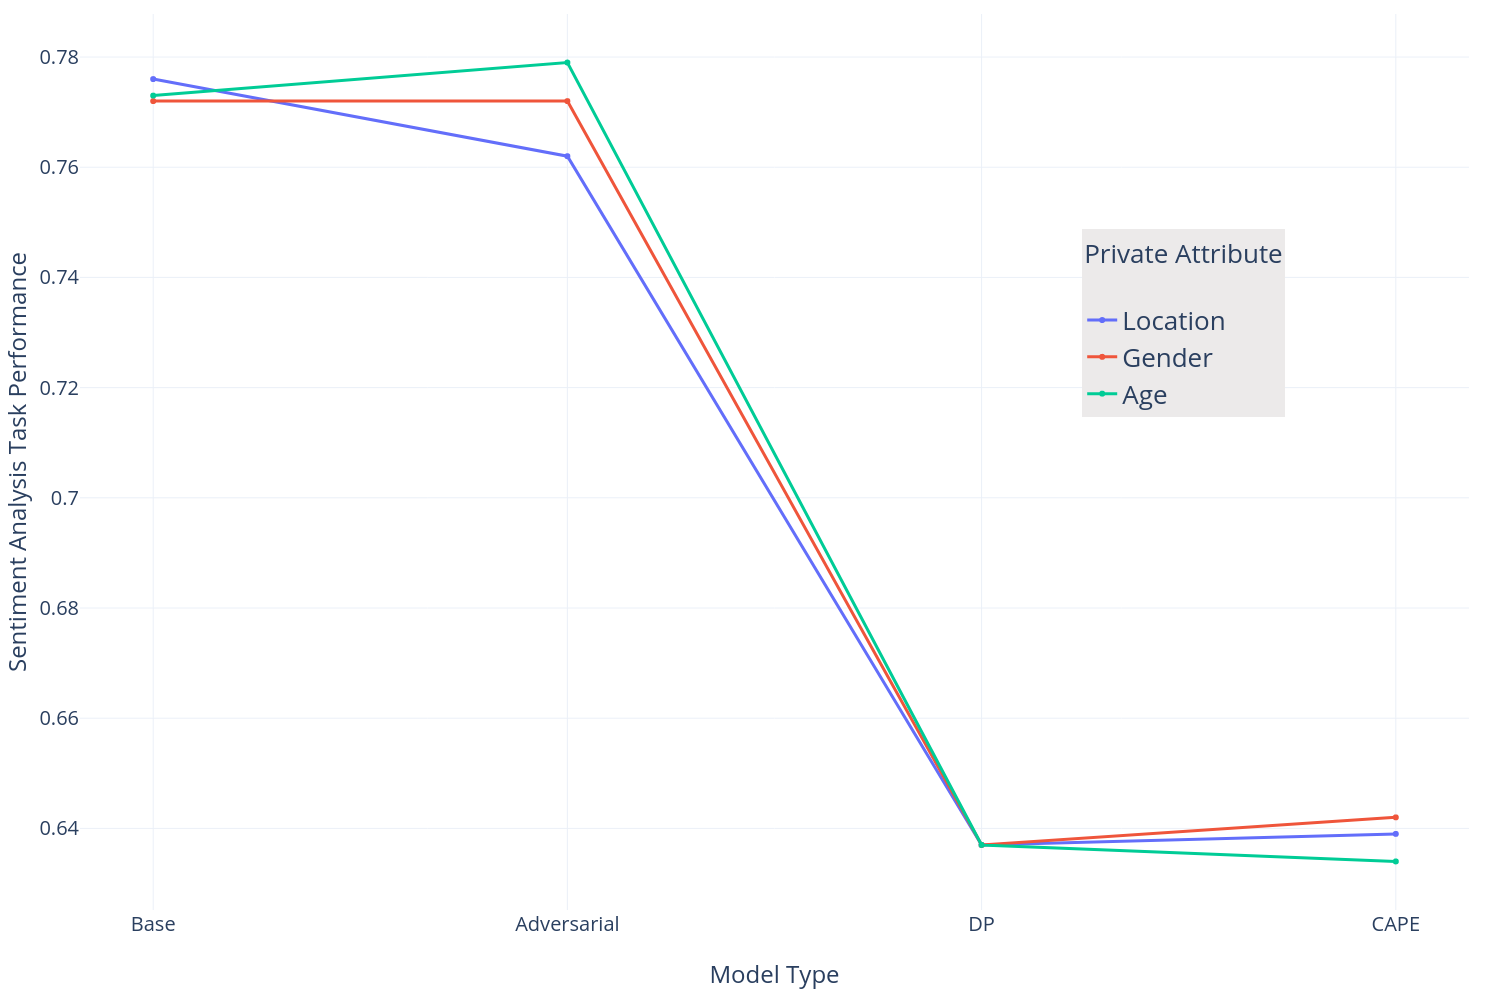 0.78
0.76
0.74
0.72
0.7
0.68
0.66
0.64
Sentiment Analysis Task Performance
Private Attribute
Location
Gender
Age
Base
Adversarial
DP
CAPE
Model Type